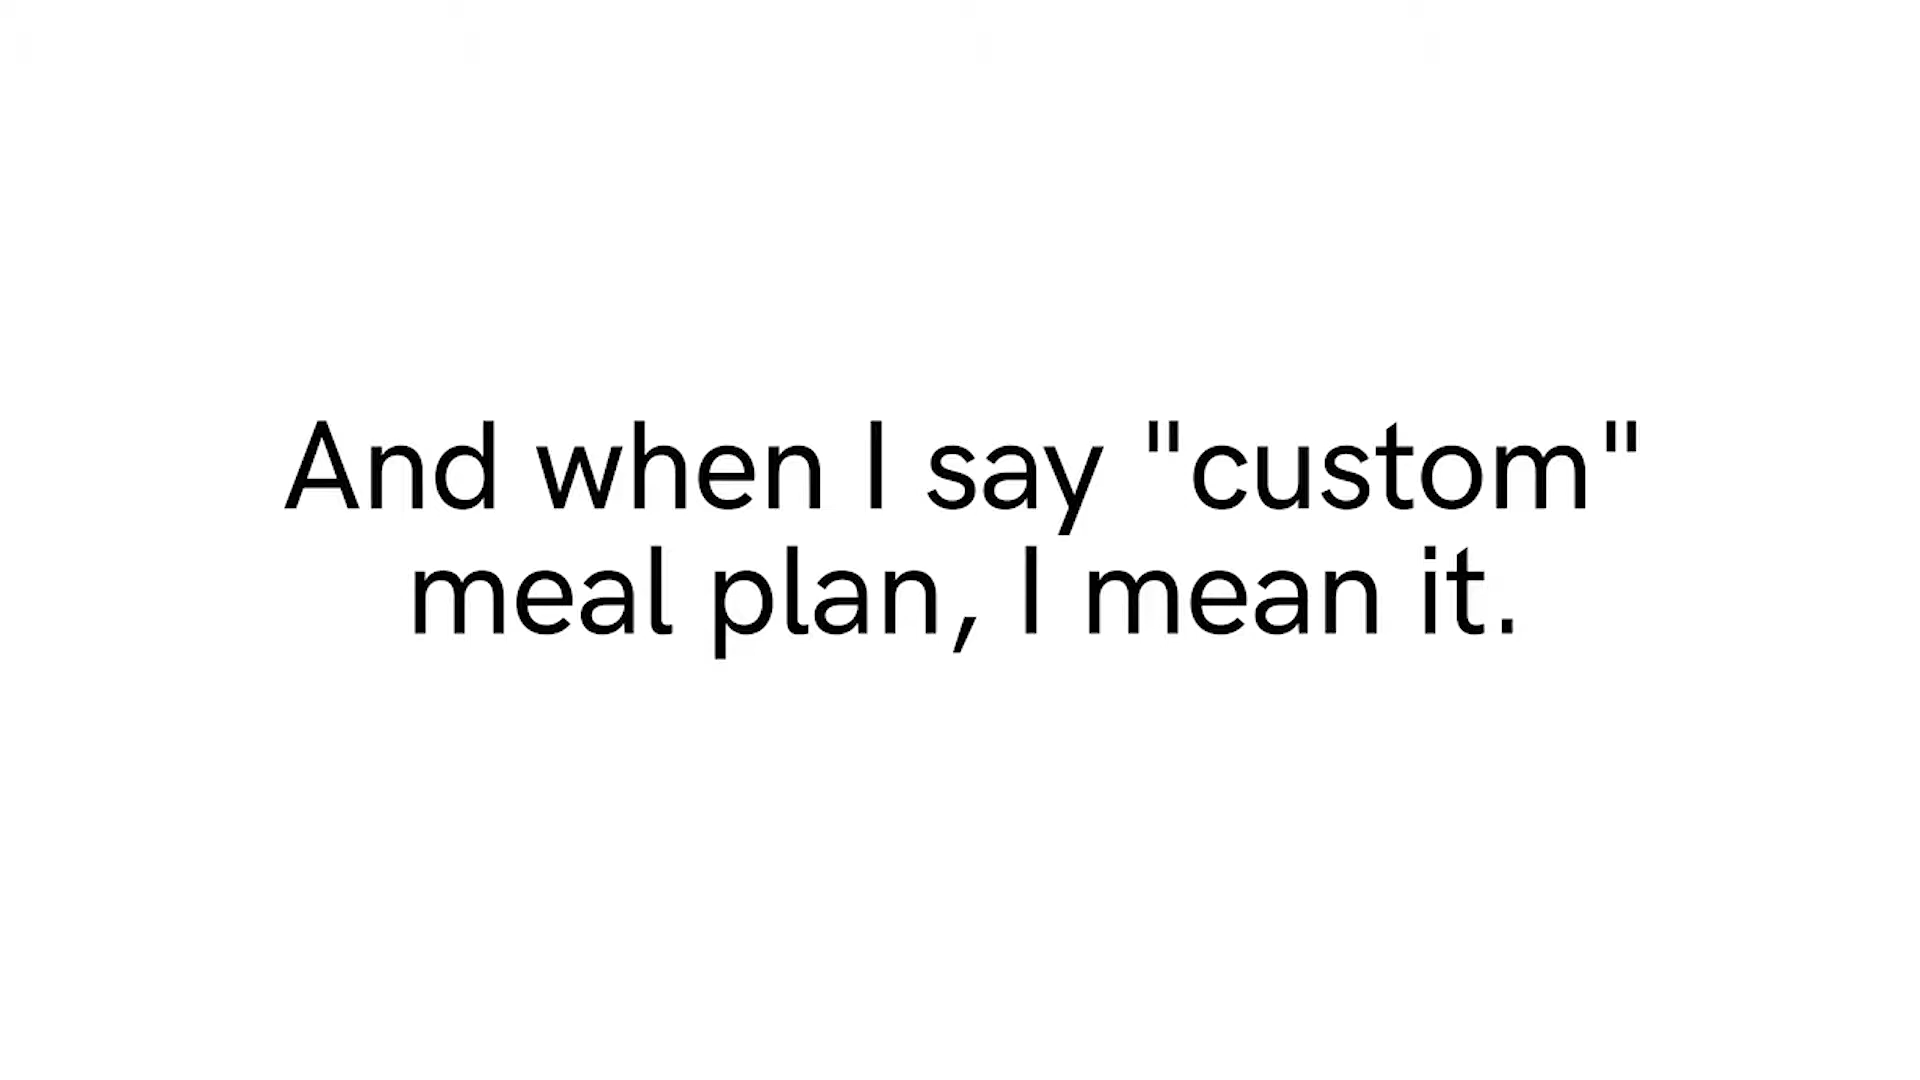 And when I say "custom"
meal plan, I mean it.